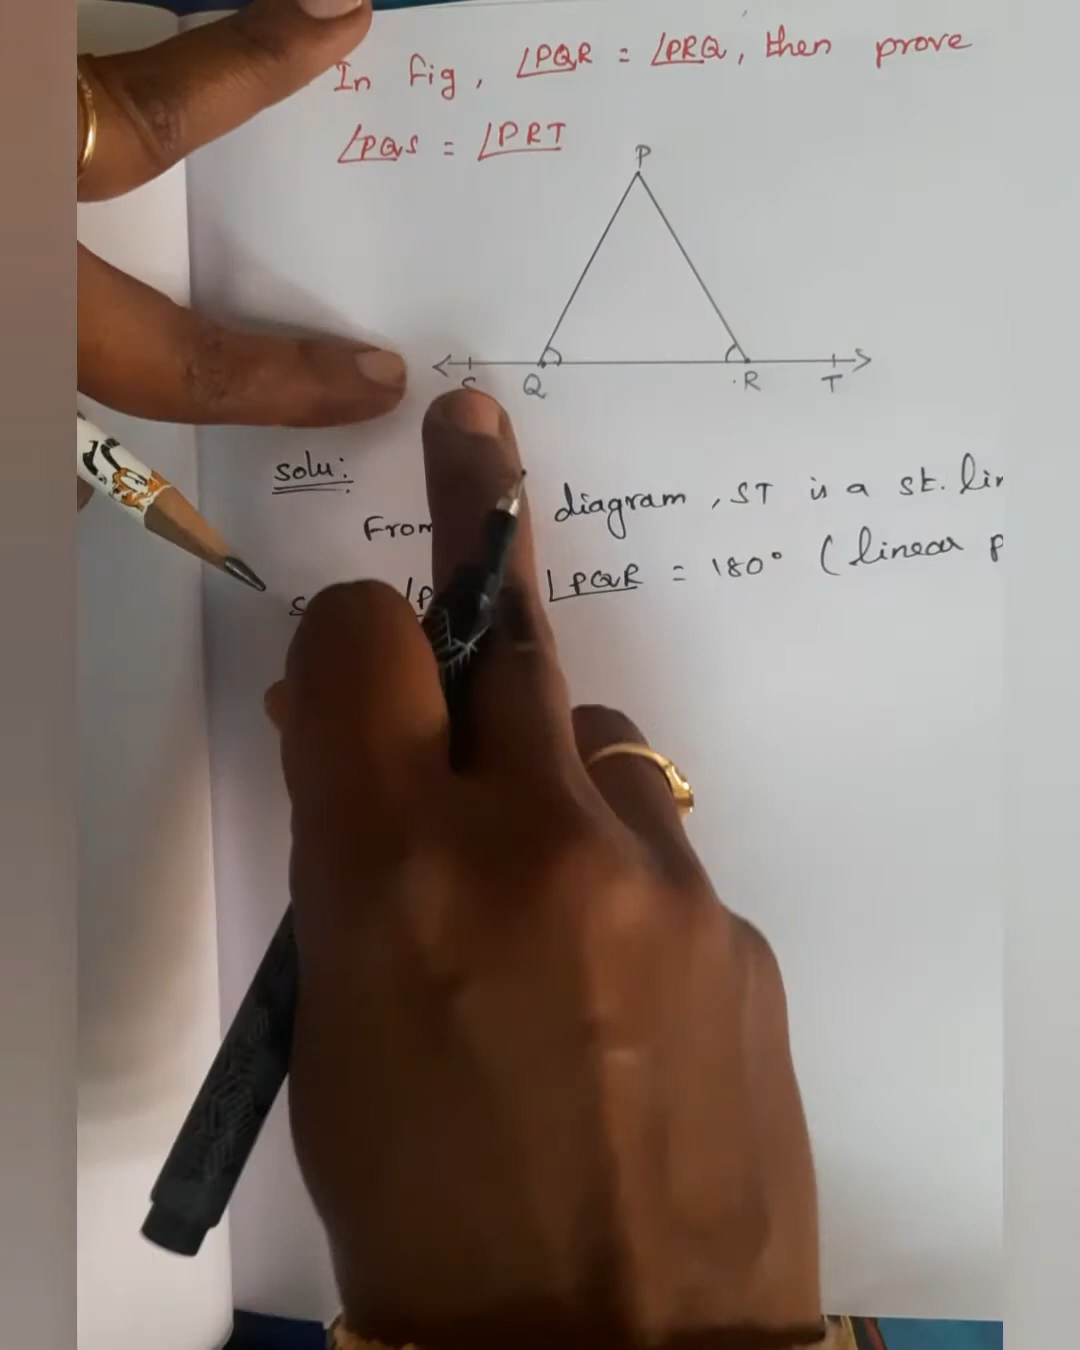 In fig, ∠PQR = ∠PRQ, then prove
∠PQS = ∠PRT
P
S Q R T
Solu:
From diagram, ST is a st.
∠PQR = 180° (linear